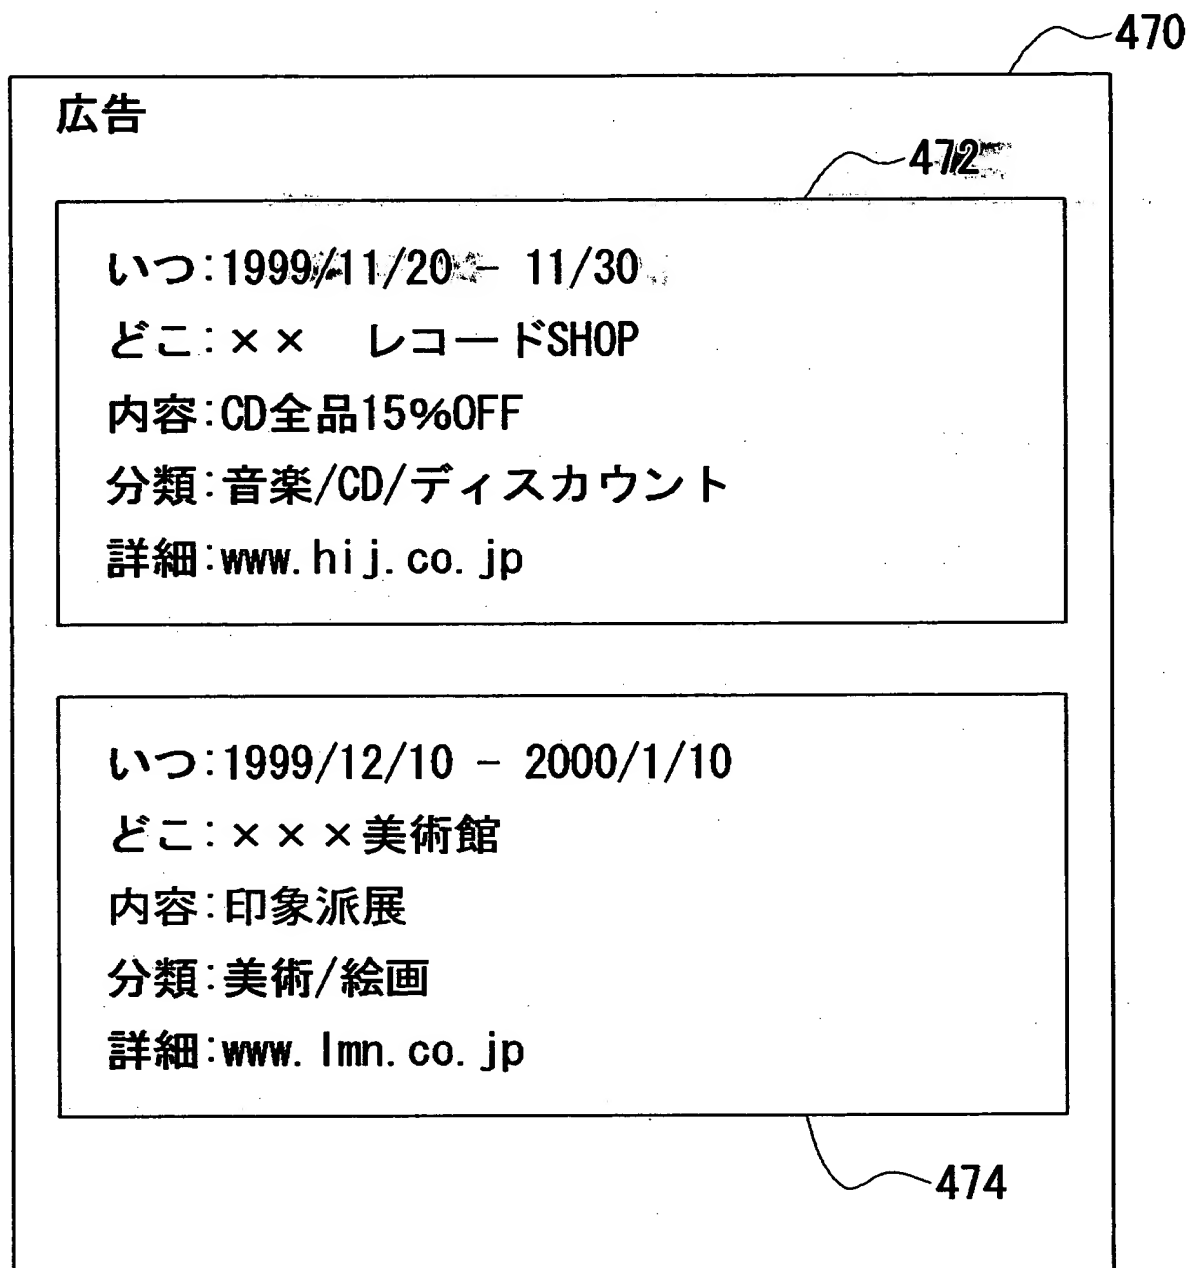 470
広告
472
いつ:1999/11/20 - 11/30
どこ:×× レコードSHOP
内容:CD全品15%OFF
分類:音楽/CD/ディスカウント
詳細:www.hij.co.jp
いつ:1999/12/10 - 2000/1/10
どこ:×××美術館
内容:印象派展
分類:美術/絵画
詳細:www.lmn.co.jp
474